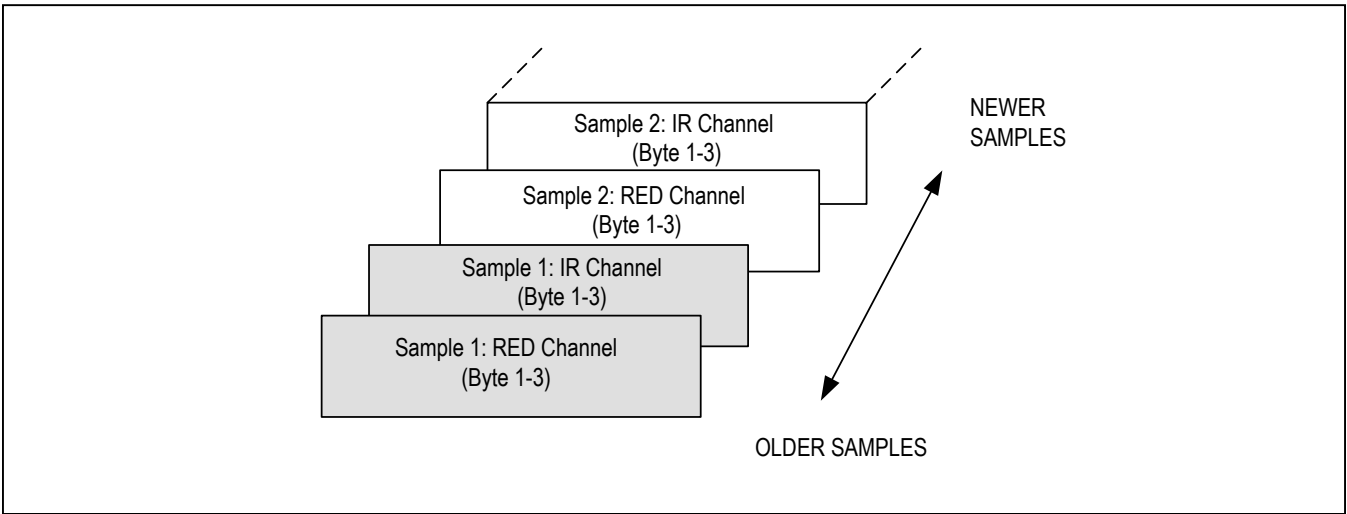 Sample 2: IR Channel
(Byte 1-3)
Sample 2: RED Channel
(Byte 1-3)
Sample 1: IR Channel
(Byte 1-3)
Sample 1: RED Channel
(Byte 1-3)
NEWER
SAMPLES
OLDER SAMPLES